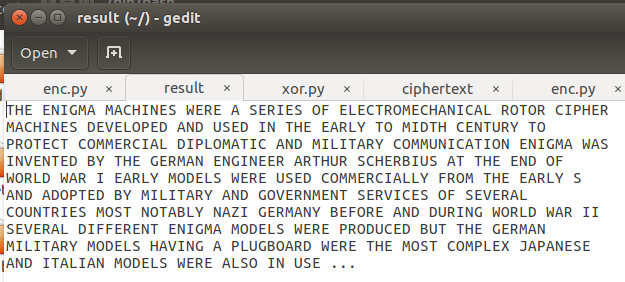 result (~/) - gedit
Open
enc.py × result × xor.py × ciphertext × enc.py ×
THE ENIGMA MACHINES WERE A SERIES OF ELECTROMECHANICAL ROTOR CIPHER
MACHINES DEVELOPED AND USED IN THE EARLY TO MIDTH CENTURY TO
PROTECT COMMERCIAL DIPLOMATIC AND MILITARY COMMUNICATION ENIGMA WAS
INVENTED BY THE GERMAN ENGINEER ARTHUR SCHERBIUS AT THE END OF
WORLD WAR I EARLY MODELS WERE USED COMMERCIALLY FROM THE EARLY S
AND ADOPTED BY MILITARY AND GOVERNMENT SERVICES OF SEVERAL
COUNTRIES MOST NOTABLY NAZI GERMANY BEFORE AND DURING WORLD WAR II
SEVERAL DIFFERENT ENIGMA MODELS WERE PRODUCED BUT THE GERMAN
MILITARY MODELS HAVING A PLUGBOARD WERE THE MOST COMPLEX JAPANESE
AND ITALIAN MODELS WERE ALSO IN USE ...